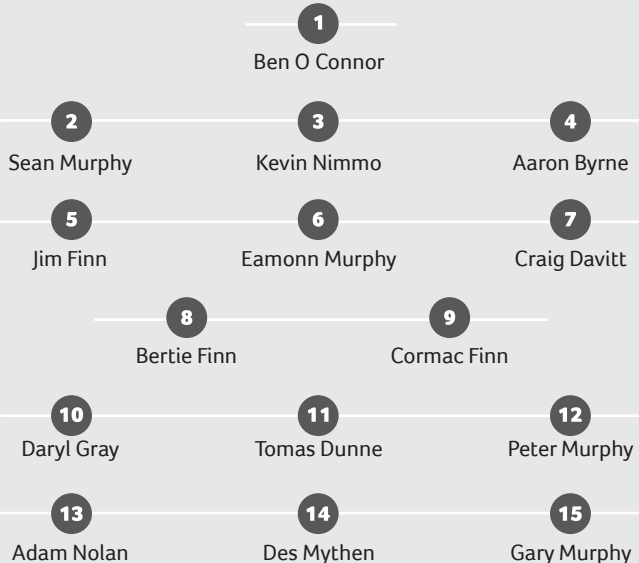 1
Ben O Connor
2 3 4
Sean Murphy Kevin Nimmo Aaron Byrne
5 6 7
Jim Finn Eamonn Murphy Craig Davitt
8 9
Bertie Finn Cormac Finn
10 11 12
Daryl Gray Tomas Dunne Peter Murphy
13 14 15
Adam Nolan Des Mythen Gary Murphy